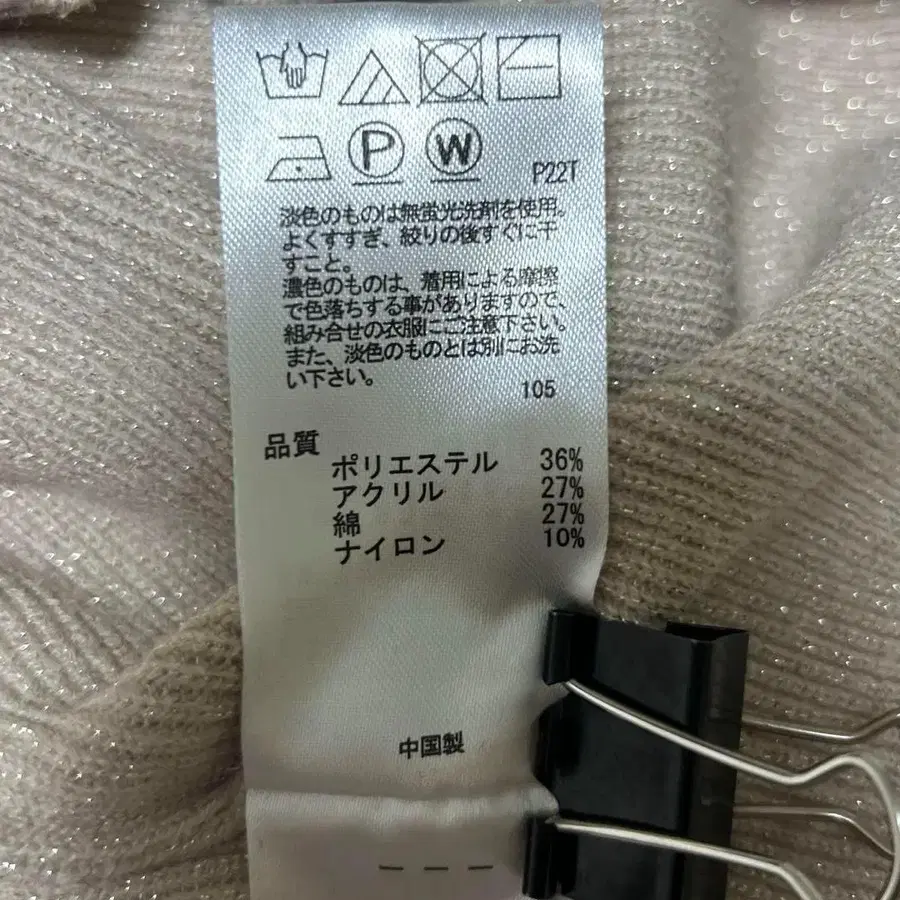 P W
P22T
淡色のものは無蛍光洗剤を使用。
よくすすぎ、絞りの後すぐに干
すこと。
濃色のものは、着用による摩擦
で色落ちする事がありますので、
組み合せの衣服にご注意下さい。
また、淡色のものとは別にお洗
い下さい。
105
品質
ポリエステル 36%
アクリル 27%
綿 27%
ナイロン 10%
中国製